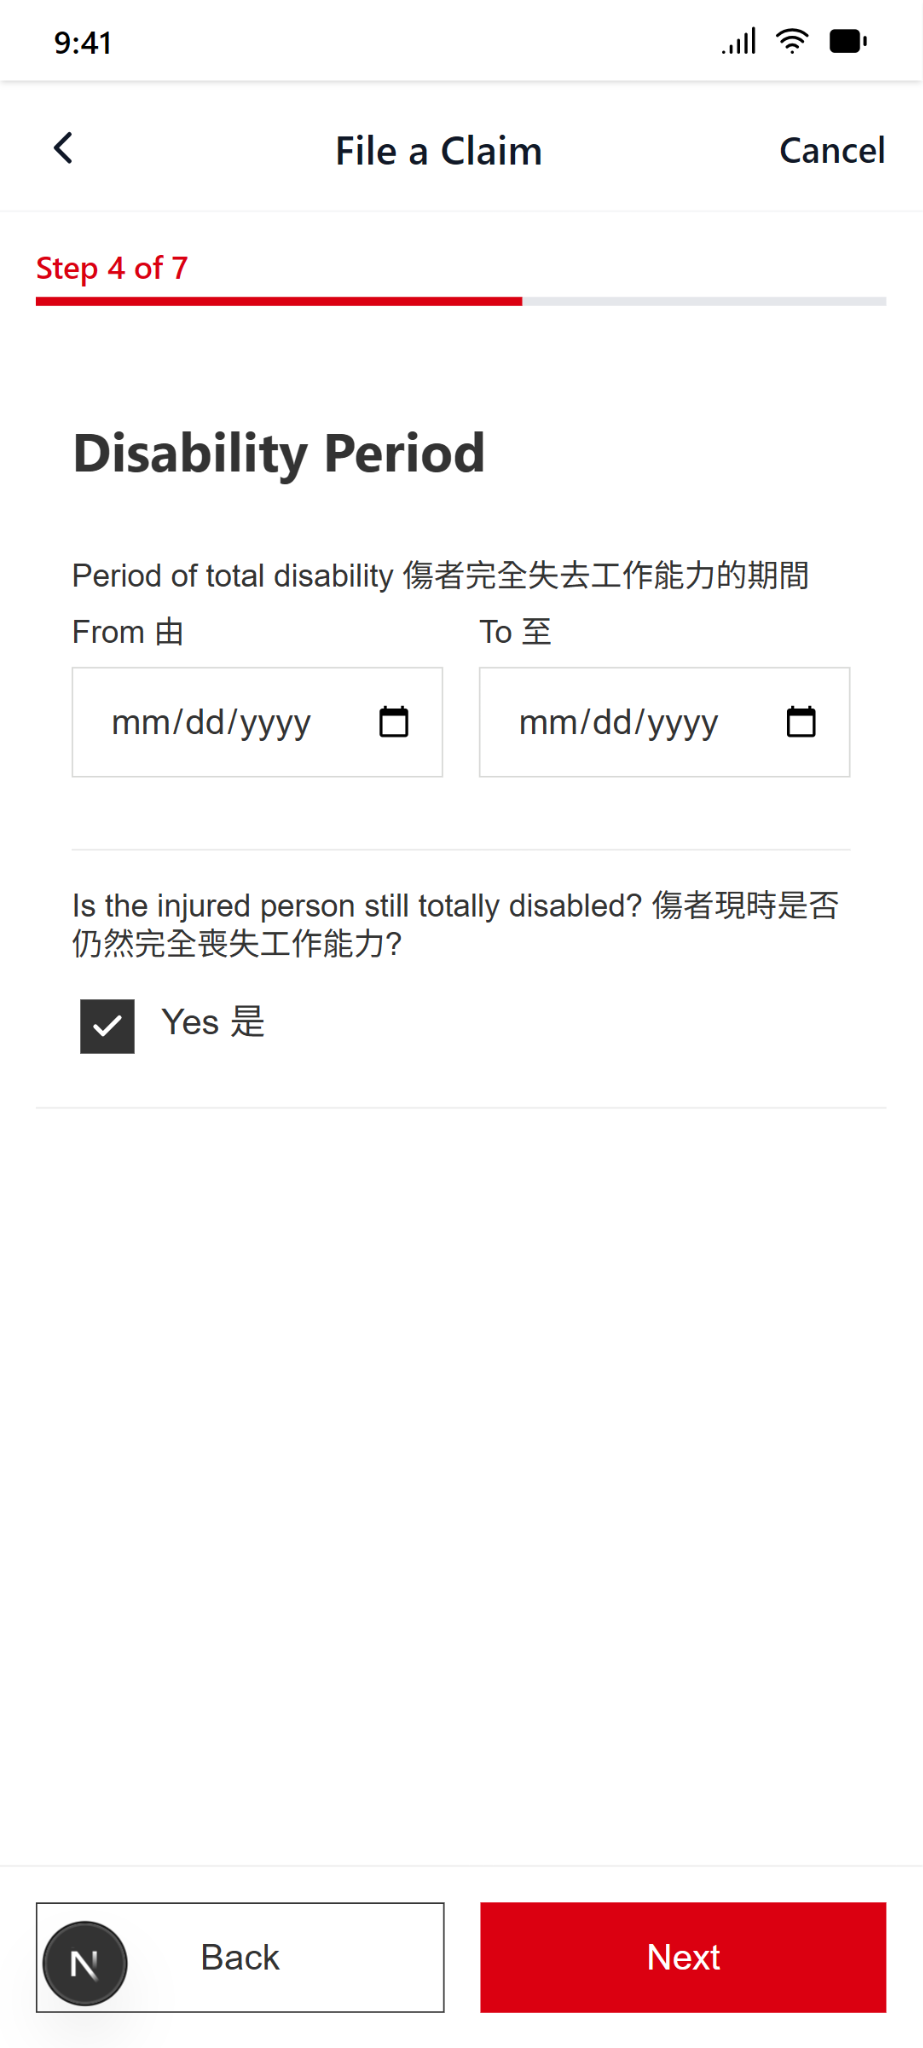 9:41
File a Claim
Cancel
Step 4 of 7
Disability Period
Period of total disability 傷者完全失去工作能力的期間
From 由
To 至
mm/dd/yyyy
mm/dd/yyyy
Is the injured person still totally disabled? 傷者現時是否
仍然完全喪失工作能力?
Yes 是
N
Back
Next